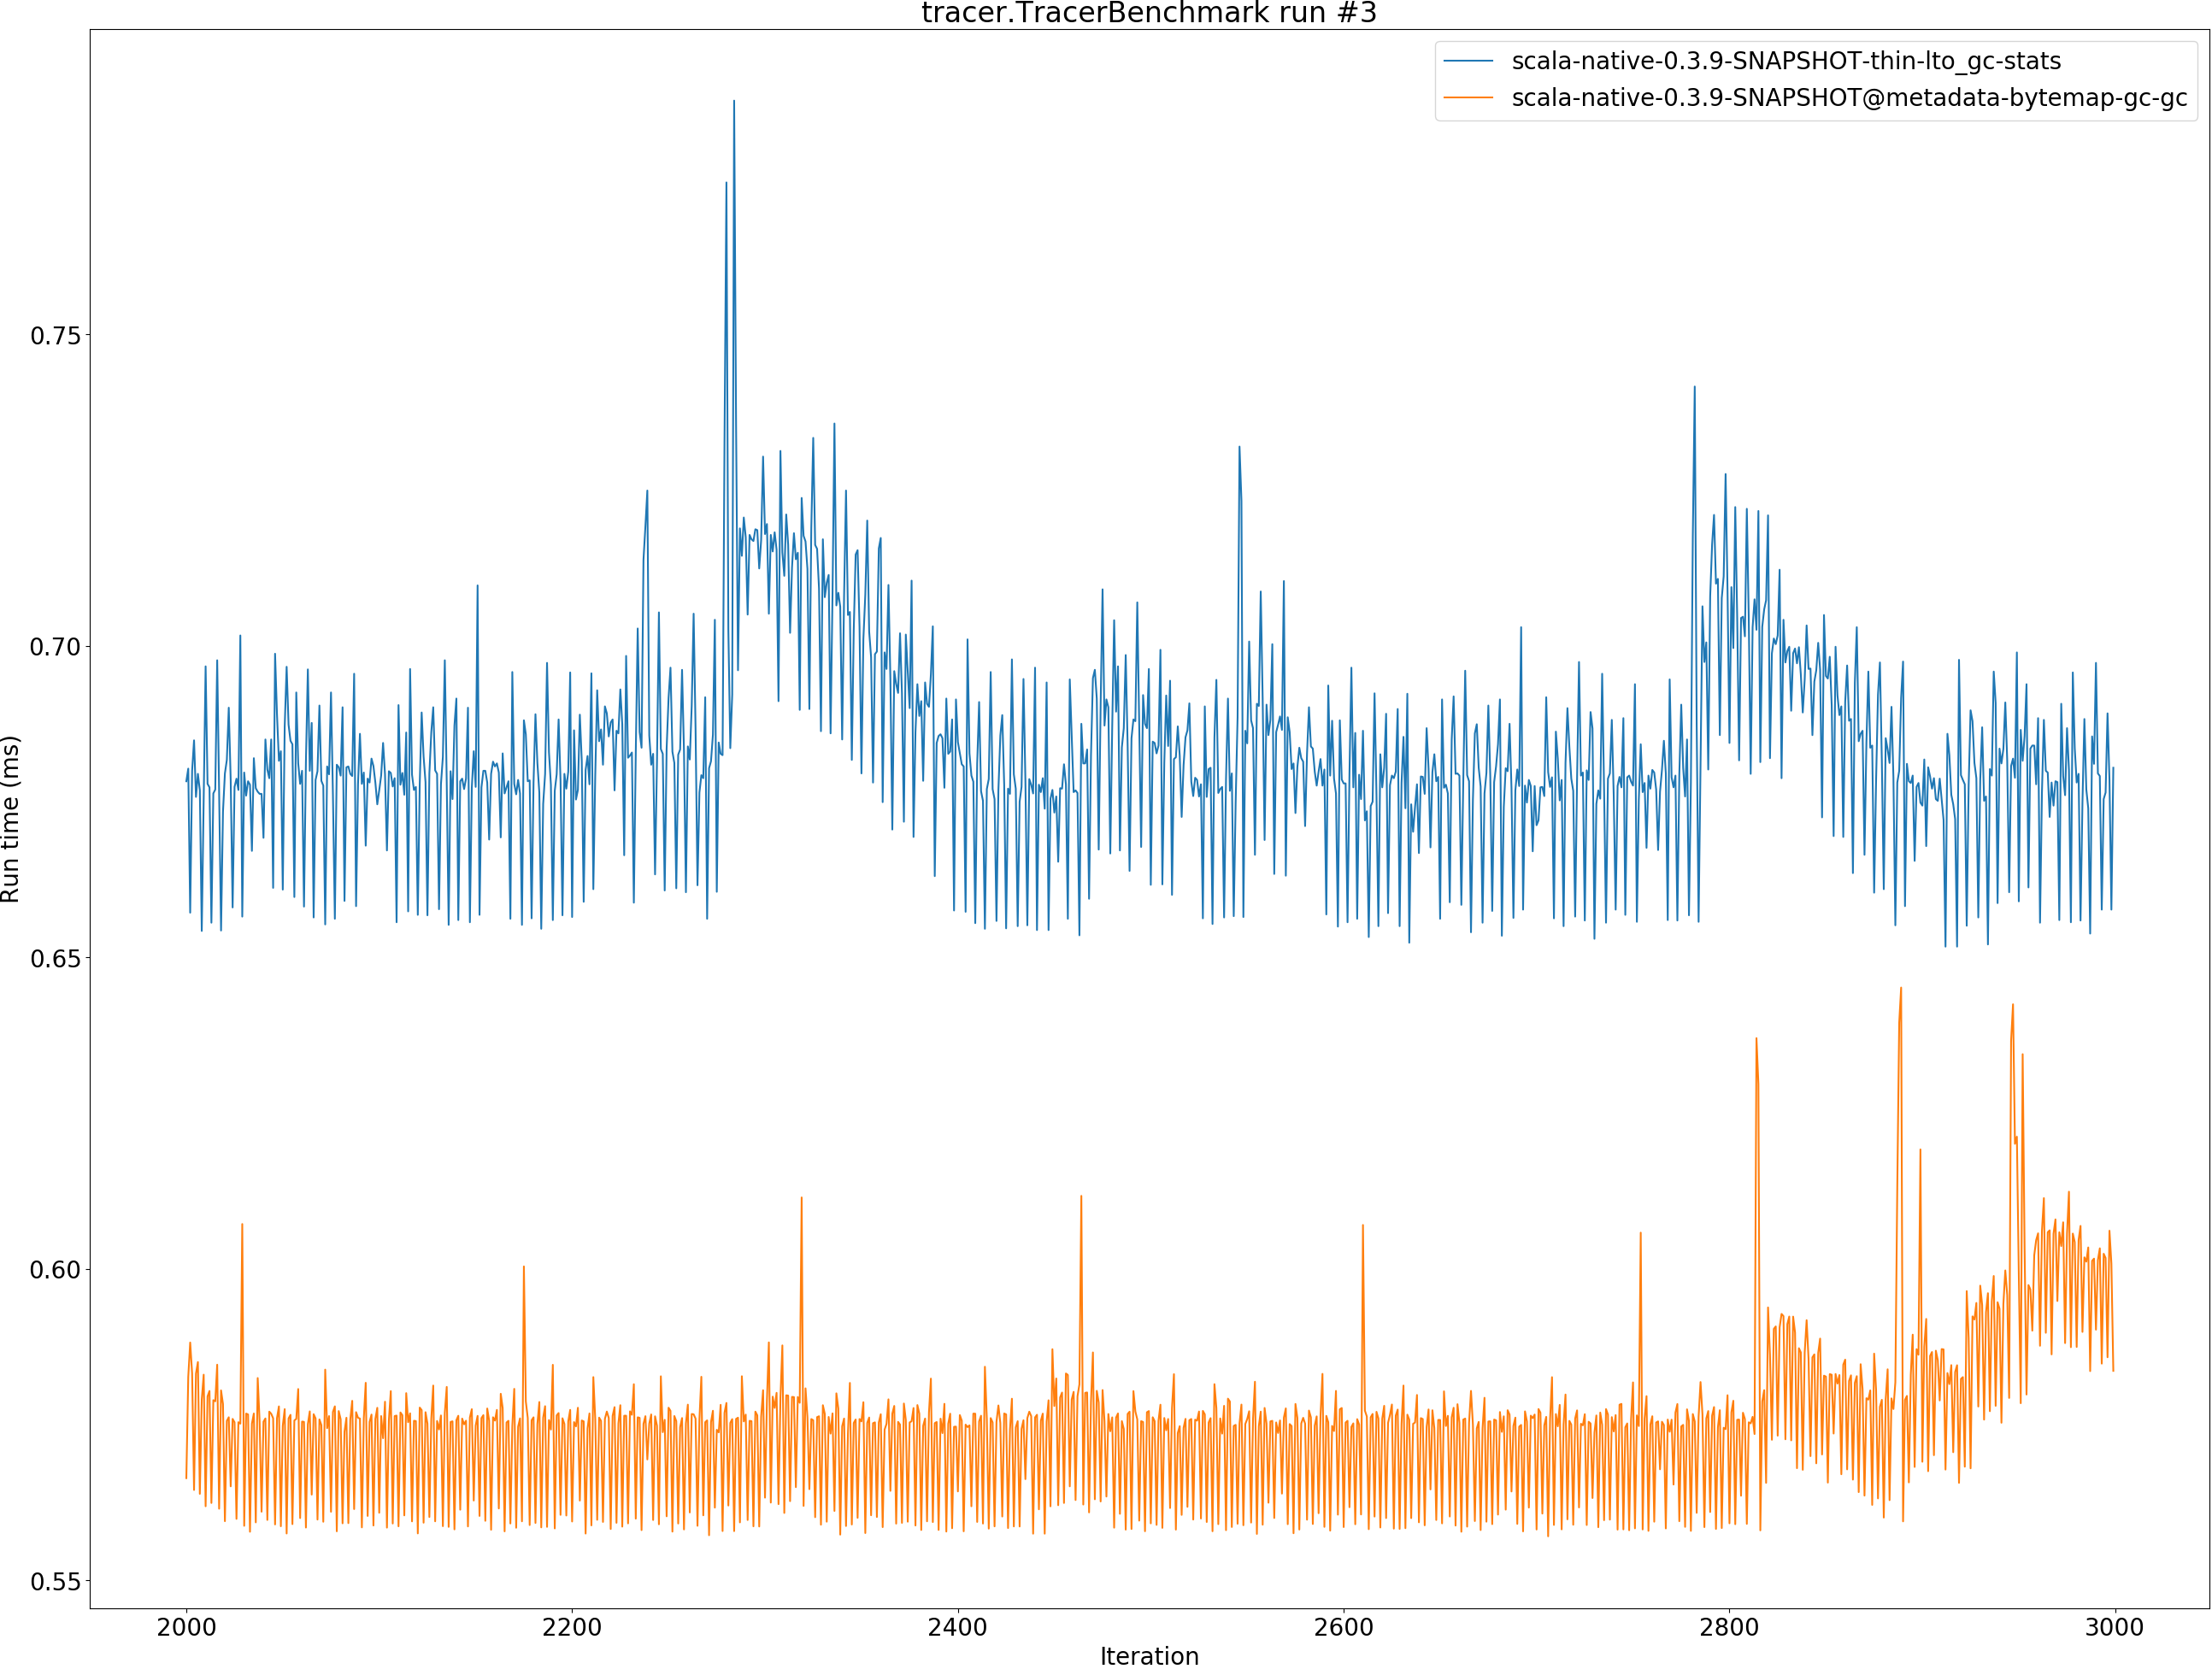 tracer.TracerBenchmark run #3
scala-native-0.3.9-SNAPSHOT-thin-lto_gc-stats
scala-native-0.3.9-SNAPSHOT@metadata-bytemap-gc-gc
Run time (ms)
0.75
0.70
0.65
0.60
0.55
2000 2200 2400 2600 2800 3000
Iteration